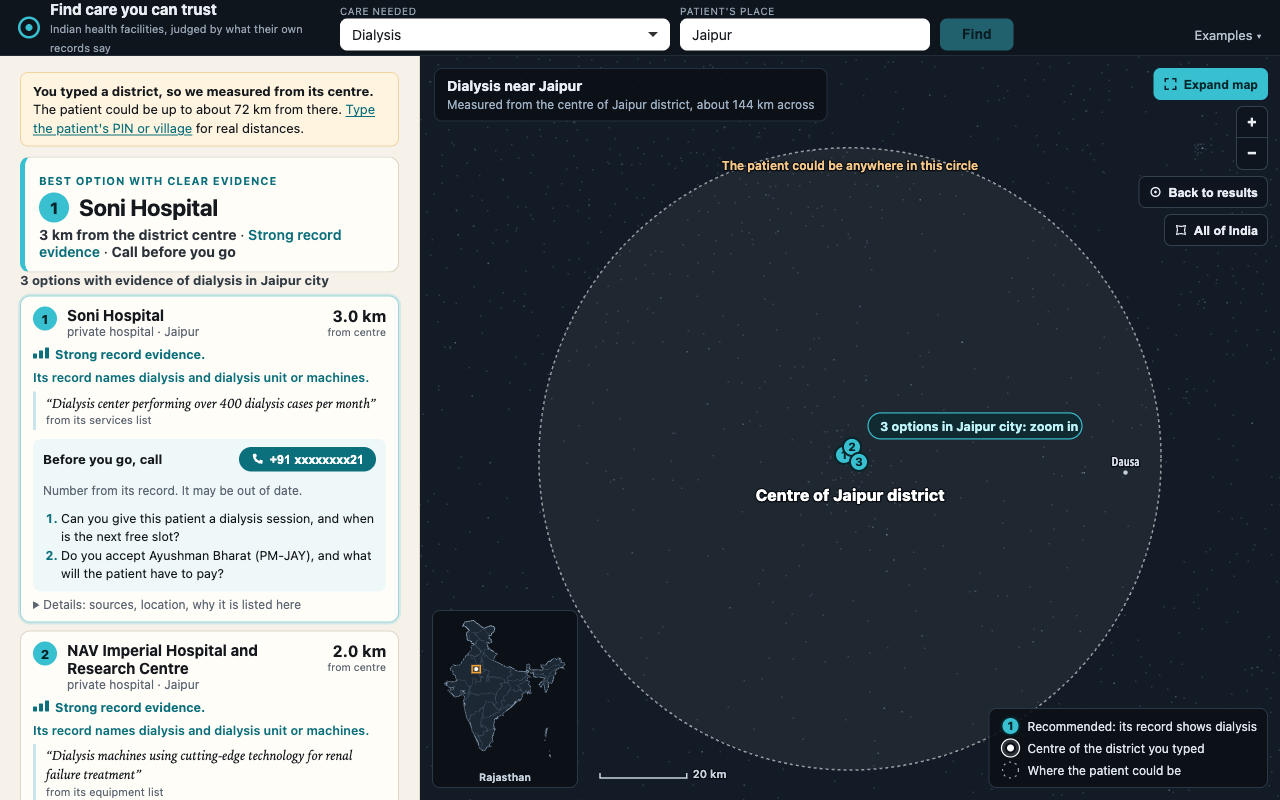 Find care you can trust
Indian health facilities, judged by what their own
records say
CARE NEEDED
Dialysis
PATIENT'S PLACE
Jaipur
Find
Examples
You typed a district, so we measured from its centre.
The patient could be up to about 72 km from there. Type
the patient's PIN or village for real distances.
BEST OPTION WITH CLEAR EVIDENCE
1 Soni Hospital
3 km from the district centre · Strong record
evidence · Call before you go
3 options with evidence of dialysis in Jaipur city
1 Soni Hospital
3.0 km
private hospital · Jaipur
from centre
Strong record evidence.
Its record names dialysis and dialysis unit or machines.
“Dialysis center performing over 400 dialysis cases per month”
from its services list
Before you go, call
+91 xxxxxxxx21
Number from its record. It may be out of date.
1. Can you give this patient a dialysis session, and when
is the next free slot?
2. Do you accept Ayushman Bharat (PM-JAY), and what
will the patient have to pay?
Details: sources, location, why it is listed here
2 NAV Imperial Hospital and
Research Centre
2.0 km
from centre
private hospital · Jaipur
Strong record evidence.
Its record names dialysis and dialysis unit or machines.
“Dialysis machines using cutting-edge technology for renal
failure treatment”
from its equipment list
Dialysis near Jaipur
Measured from the centre of Jaipur district, about 144 km across
Expand map
+
−
Back to results
All of India
The patient could be anywhere in this circle
3 options in Jaipur city: zoom in
1
2
3
Centre of Jaipur district
Dausa
Rajasthan
20 km
1 Recommended: its record shows dialysis
Centre of the district you typed
Where the patient could be